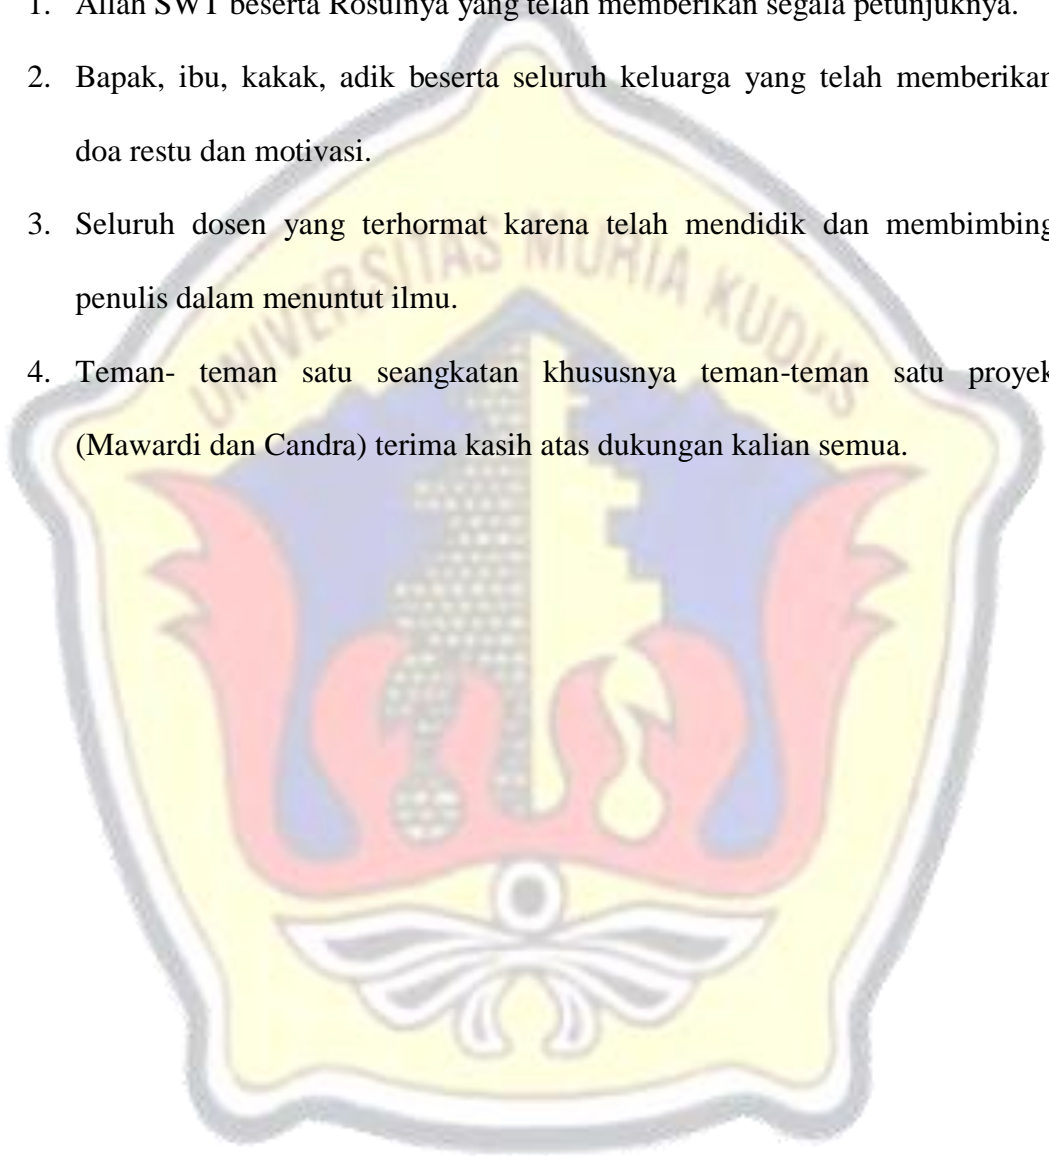 1. Allah SWT beserta Rosulnya yang telah memberikan segala petunjuknya.
2. Bapak, ibu, kakak, adik beserta seluruh keluarga yang telah memberikan
doa restu dan motivasi.
3. Seluruh dosen yang terhormat karena telah mendidik dan membimbing
penulis dalam menuntut ilmu.
4. Teman- teman satu seangkatan khususnya teman-teman satu proyek
(Mawardi dan Candra) terima kasih atas dukungan kalian semua.
UNIVERSITAS MURIA KUDUS